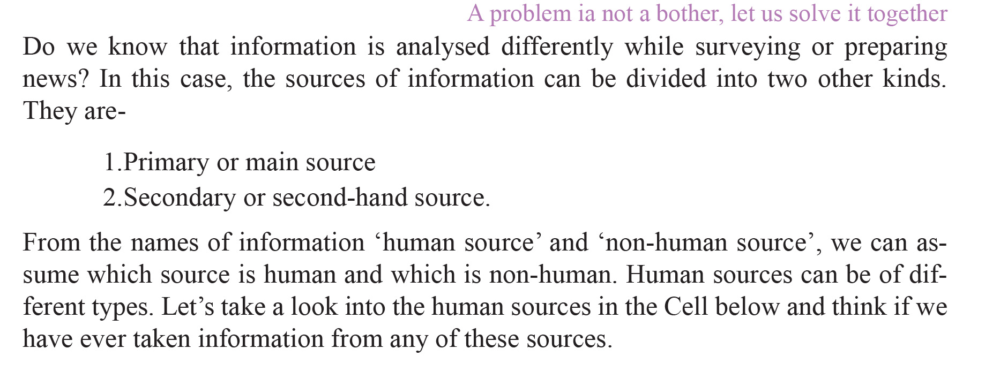 A problem ia not a bother, let us solve it together
Do we know that information is analysed differently while surveying or preparing
news? In this case, the sources of information can be divided into two other kinds.
They are-
1.Primary or main source
2.Secondary or second-hand source.
From the names of information ‘human source’ and ‘non-human source’, we can as-
sume which source is human and which is non-human. Human sources can be of dif-
ferent types. Let’s take a look into the human sources in the Cell below and think if we
have ever taken information from any of these sources.